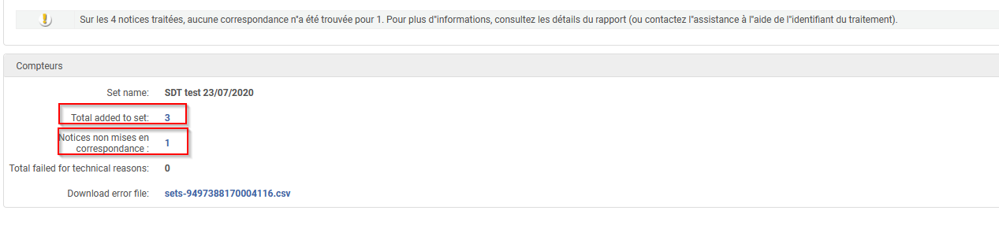 Sur les 4 notices traitées, aucune correspondance n"a été trouvée pour 1. Pour plus d"informations, consultez les détails du rapport (ou contactez l"assistance à l"aide de l"identifiant du traitement).
Compteurs
Set name: SDT test 23/07/2020
Total added to set: 3
Notices non mises en
correspondance : 1
Total failed for technical reasons: 0
Download error file: sets-9497388170004116.csv